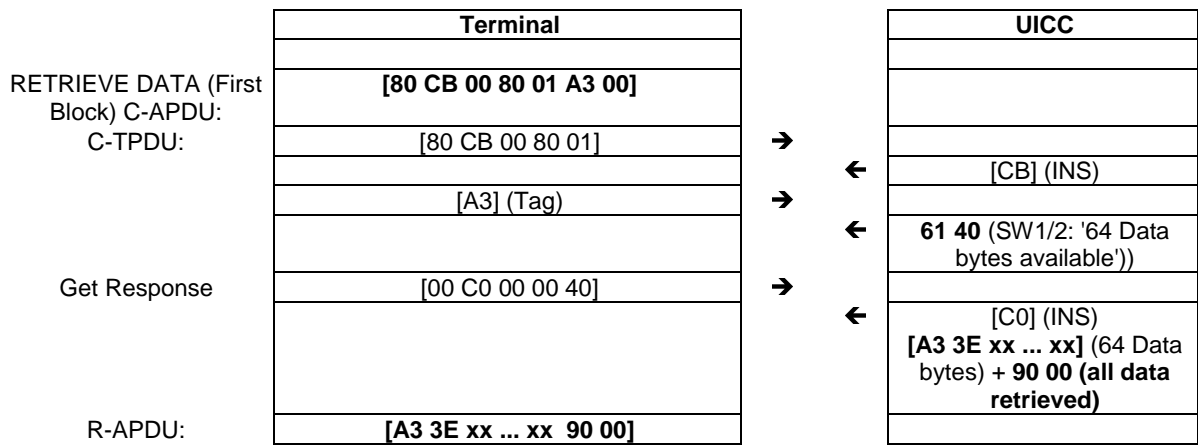 Terminal UICC
RETRIEVE DATA (First [80 CB 00 80 01 A3 00]
Block) C-APDU:
C-TPDU: [80 CB 00 80 01] ➔
🡰 [CB] (INS)
[A3] (Tag) ➔
🡰 61 40 (SW1/2: '64 Data
bytes available'))
Get Response [00 C0 00 00 40] ➔
🡰 [C0] (INS)
[A3 3E xx ... xx] (64 Data
bytes) + 90 00 (all data
retrieved)
R-APDU: [A3 3E xx ... xx 90 00]